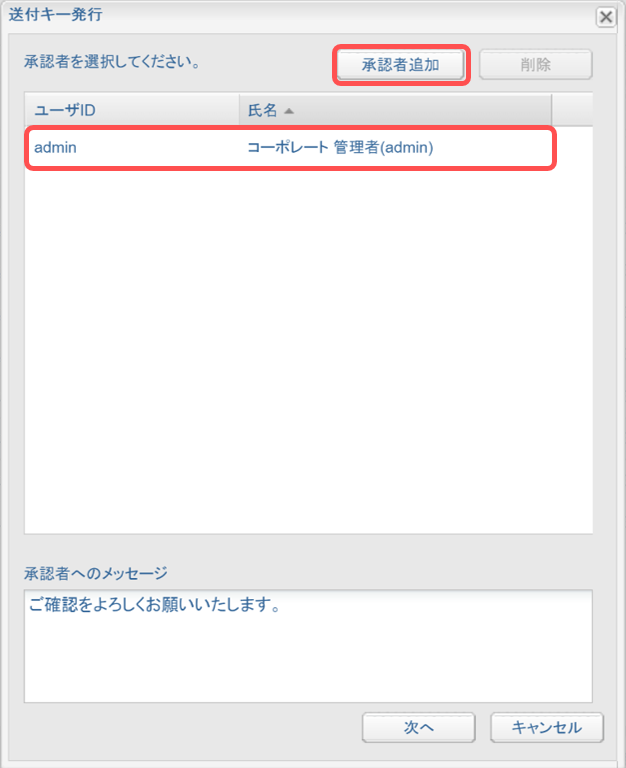 送付キー発行
承認者を選択してください。
承認者追加
削除
ユーザID
氏名
admin
コーポレート 管理者(admin)
承認者へのメッセージ
ご確認をよろしくお願いいたします。
次へ
キャンセル